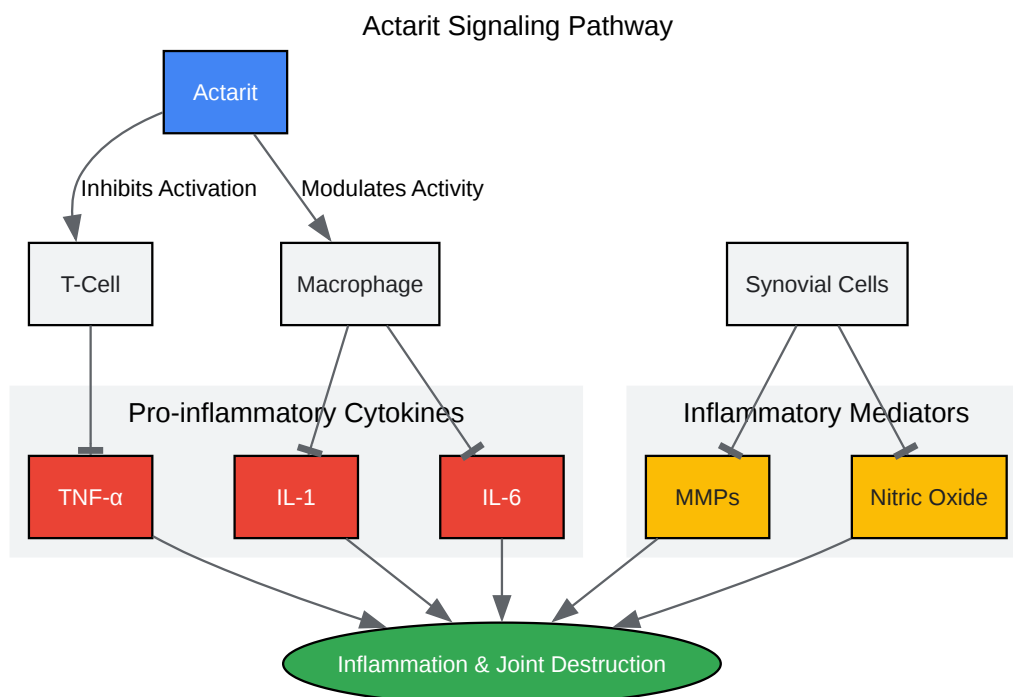 Actarit Signaling Pathway
Actarit
Inhibits Activation
Modulates Activity
T-Cell
Macrophage
Synovial Cells
Pro-inflammatory Cytokines
Inflammatory Mediators
TNF-α
IL-1
IL-6
MMPs
Nitric Oxide
Inflammation & Joint Destruction